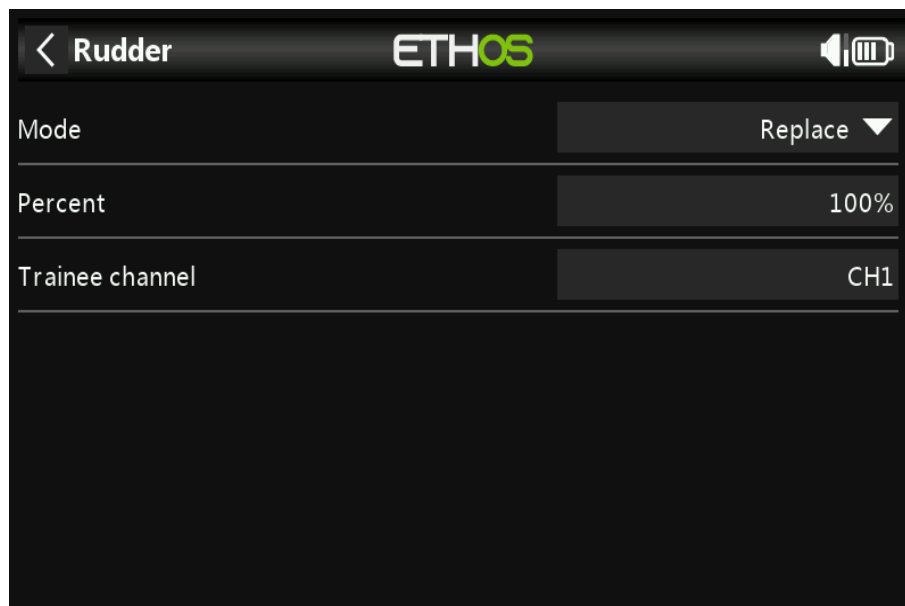 Rudder ETHOS
Mode Replace
Percent 100%
Trainee channel CH1